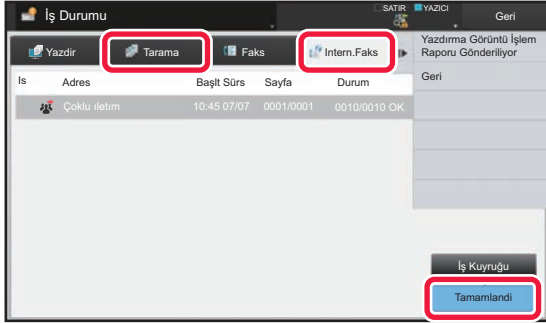 İş Durumu
SATIR
YAZICI
Geri
Yazdir
Tarama
Faks
Intern.Faks
Yazdırma Görüntü İşlem
Raporu Gönderiliyor
Is
Adres
Başlt Sürs
Sayfa
Durum
Geri
Çoklu iletim
10:45 07/07
0001/0001
0010/0010 OK
İş Kuyruğu
Tamamlandi